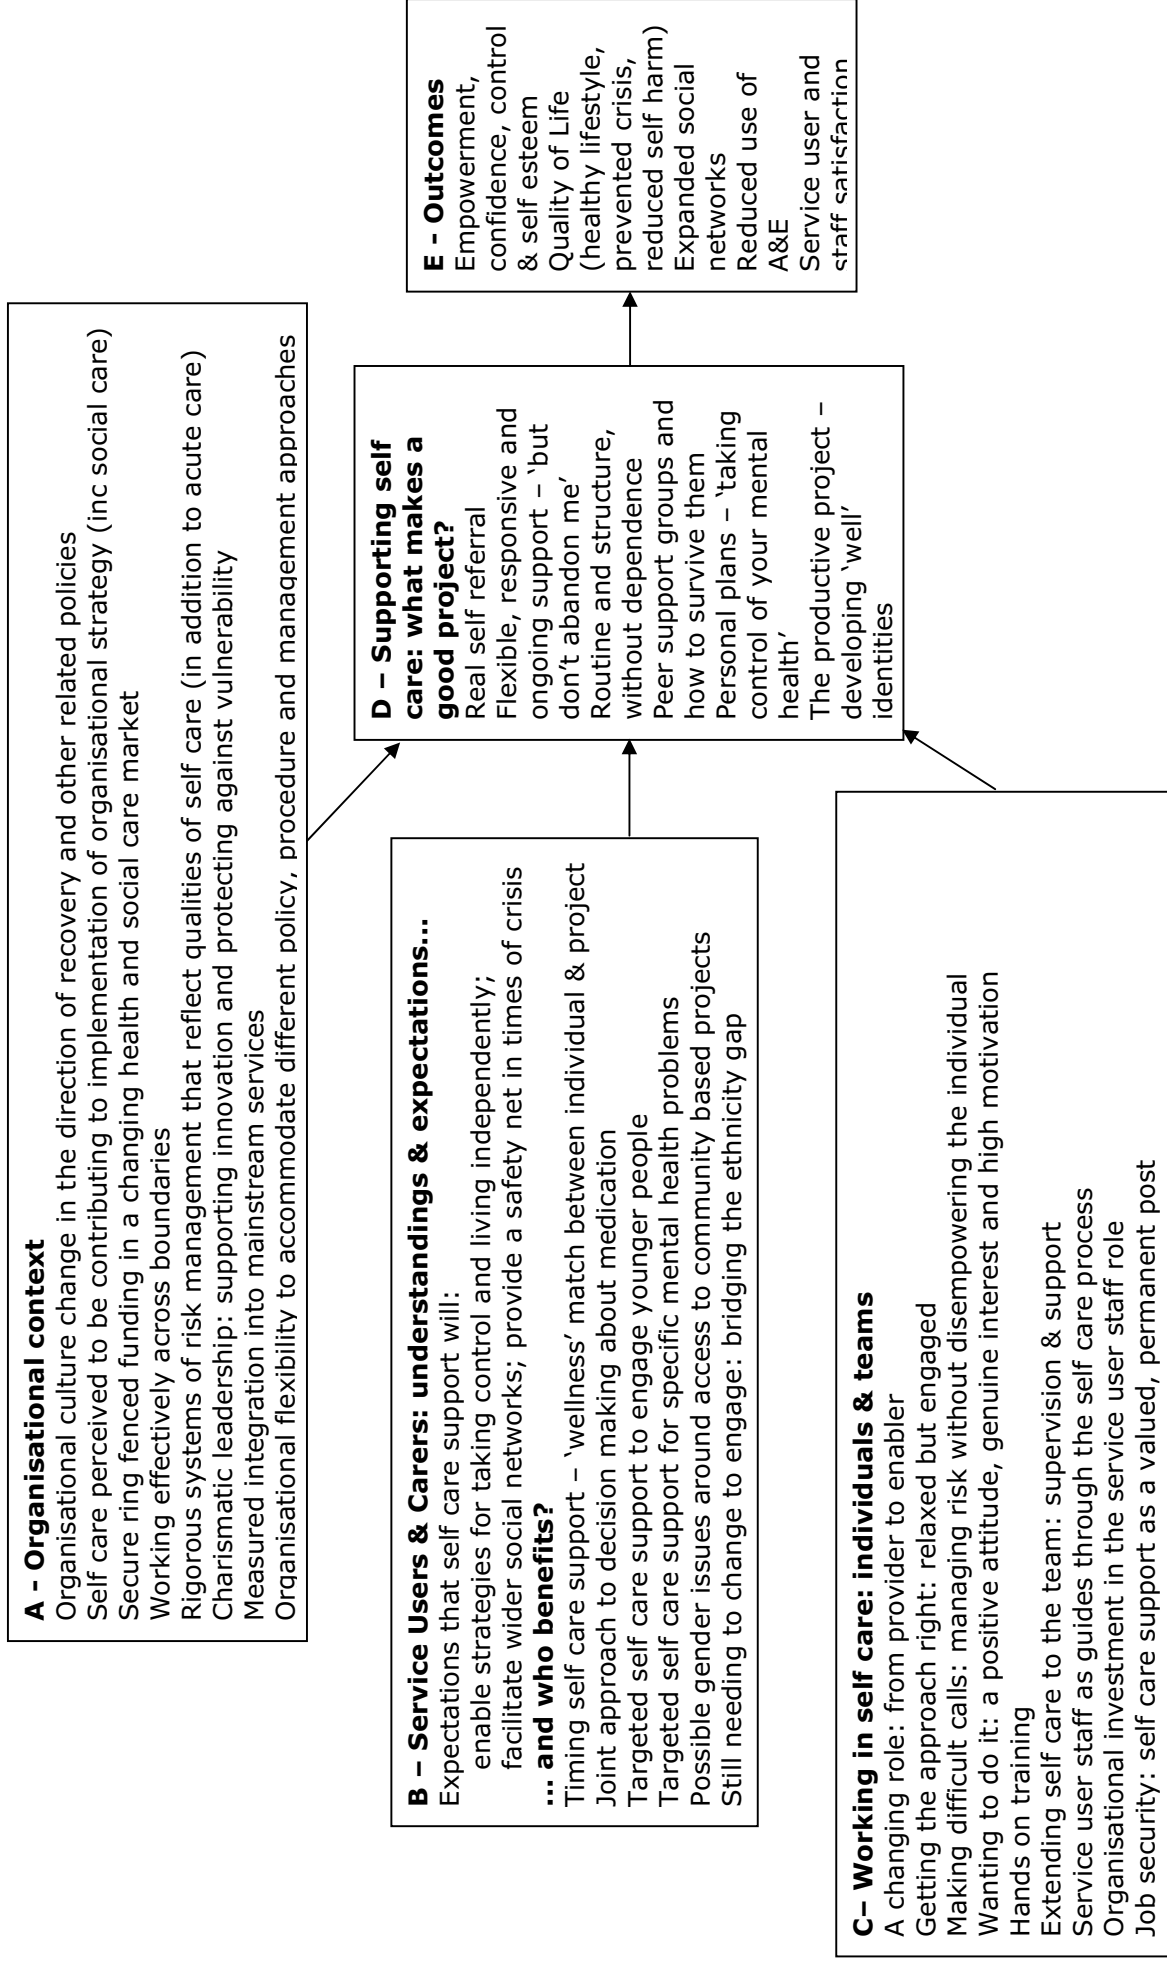 A – Organisational context
Organisational culture change in the direction of recovery and other related policies
Self care perceived to be contributing to implementation of organisational strategy (inc social care)
Secure ring fenced funding in a changing health and social care market
Working effectively across boundaries
Rigorous systems of risk management that reflect qualities of self care (in addition to acute care)
Charismatic leadership: supporting innovation and protecting against vulnerability
Measured integration into mainstream services
Organisational flexibility to accommodate different policy, procedure and management approaches
B – Service Users & Carers: understandings & expectations…
Expectations that self care support will:
enable strategies for taking control and living independently;
facilitate wider social networks; provide a safety net in times of crisis
… and who benefits?
Timing self care support – ‘wellness’ match between individual & project
Joint approach to decision making about medication
Targeted self care support to engage younger people
Targeted self care support for specific mental health problems
Possible gender issues around access to community based projects
Still needing to change to engage: bridging the ethnicity gap
C– Working in self care: individuals & teams
A changing role: from provider to enabler
Getting the approach right: relaxed but engaged
Making difficult calls: managing risk without disempowering the individual
Wanting to do it: a positive attitude, genuine interest and high motivation
Hands on training
Extending self care to the team: supervision & support
Service user staff as guides through the self care process
Organisational investment in the service user staff role
Job security: self care support as a valued, permanent post
D – Supporting self
care: what makes a
good project?
Real self referral
Flexible, responsive and
ongoing support – ‘but
don’t abandon me’
Routine and structure,
without dependence
Peer support groups and
how to survive them
Personal plans – ‘taking
control of your mental
health’
The productive project –
developing ‘well’
identities
E – Outcomes
Empowerment,
confidence, control
& self esteem
Quality of Life
(healthy lifestyle,
prevented crisis,
reduced self harm)
Expanded social
networks
Reduced use of
A&E
Service user and
staff satisfaction